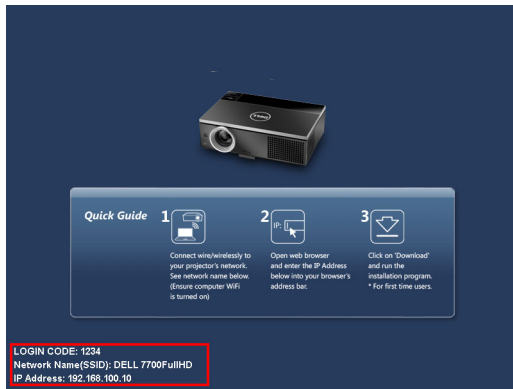 DELL
Quick Guide
1
Connect wire/wirelessly to
your projector's network.
See network name below.
(Ensure computer WiFi
is turned on)
2
IP:
Open web browser
and enter the IP Address
below into your browser's
address bar.
3
Click on 'Download'
and run the
installation program.
* For first time users.
LOGIN CODE: 1234
Network Name(SSID): DELL 7700FullHD
IP Address: 192.168.100.10